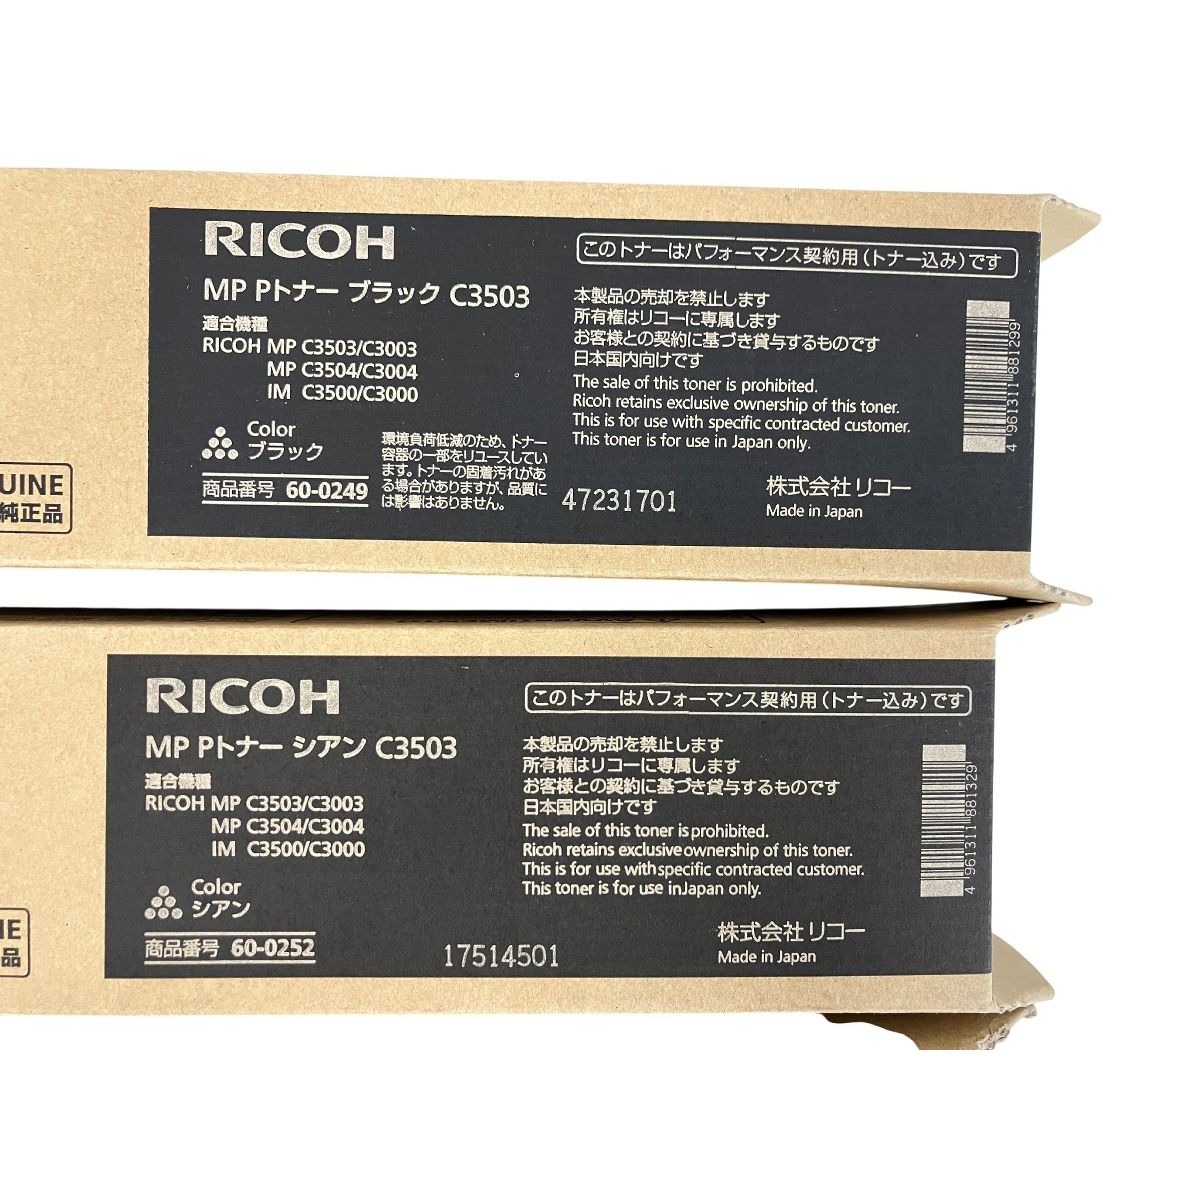 RICOH
MP Pトナー ブラック C3503
適合機種
RICOH MP C3503/C3003
MP C3504/C3004
IM C3500/C3000
Color
ブラック
商品番号 60-0249
環境負荷低減のため、トナー
容器の一部をリユースしてい
ます。トナーの固着汚れがあ
る場合がありますが、品質に
は影響はありません。
このトナーはパフォーマンス契約用(トナー込み)です
本製品の売却を禁止します
所有権はリコーに専属します
お客様との契約に基づき貸与するものです
日本国内向けです
The sale of this toner is prohibited.
Ricoh retains exclusive ownership of this toner.
This is for use with specific contracted customer.
This toner is for use in Japan only.
47231701
株式会社リコー
Made in Japan
4 961311 881299
UINE
純正品
RICOH
MP Pトナー シアン C3503
適合機種
RICOH MP C3503/C3003
MP C3504/C3004
IM C3500/C3000
Color
シアン
商品番号 60-0252
このトナーはパフォーマンス契約用(トナー込み)です
本製品の売却を禁止します
所有権はリコーに専属します
お客様との契約に基づき貸与するものです
日本国内向けです
The sale of this toner is prohibited.
Ricoh retains exclusive ownership of this toner.
This is for use with specific contracted customer.
This toner is for use in Japan only.
17514501
株式会社リコー
Made in Japan
4 961311 881329
NE
品